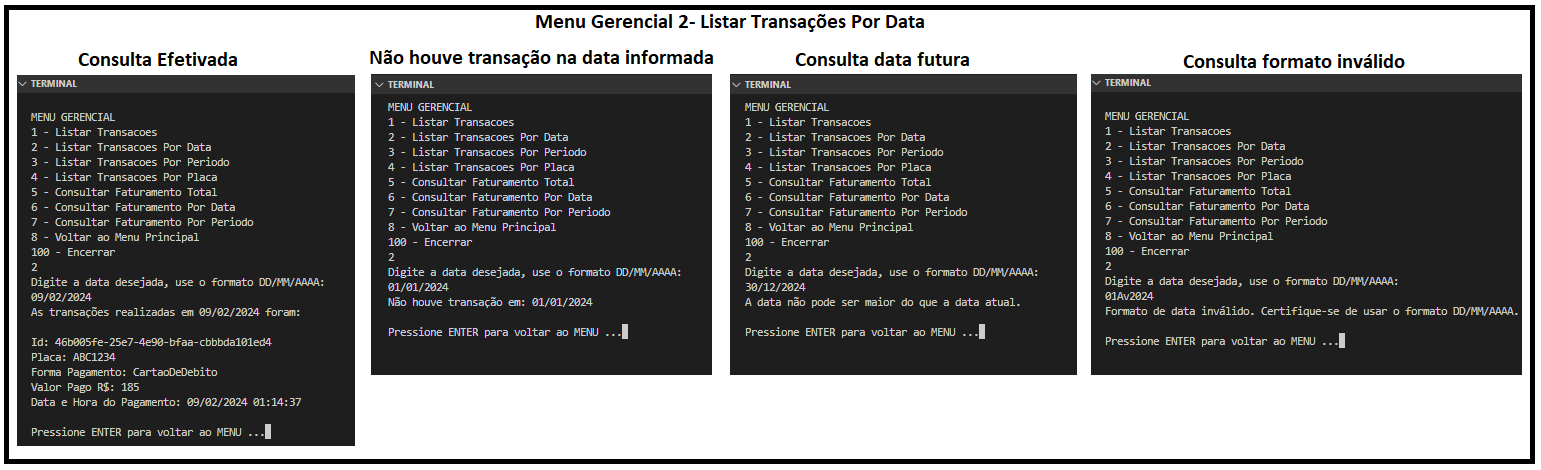 Menu Gerencial 2- Listar Transações Por Data
Consulta Efetivada
TERMINAL
MENU GERENCIAL
1 - Listar Transacoes
2 - Listar Transacoes Por Data
3 - Listar Transacoes Por Periodo
4 - Listar Transacoes Por Placa
5 - Consultar Faturamento Total
6 - Consultar Faturamento Por Data
7 - Consultar Faturamento Por Periodo
8 - Voltar ao Menu Principal
100 - Encerrar
2
Digite a data desejada, use o formato DD/MM/AAAA:
09/02/2024
As transações realizadas em 09/02/2024 foram:
Id: 46b005fe-25e7-4e90-bfaa-cbbbda101ed4
Placa: ABC1234
Forma Pagamento: CartaoDeDebito
Valor Pago R$: 185
Data e Hora do Pagamento: 09/02/2024 01:14:37
Pressione ENTER para voltar ao MENU ...
Não houve transação na data informada
TERMINAL
MENU GERENCIAL
1 - Listar Transacoes
2 - Listar Transacoes Por Data
3 - Listar Transacoes Por Periodo
4 - Listar Transacoes Por Placa
5 - Consultar Faturamento Total
6 - Consultar Faturamento Por Data
7 - Consultar Faturamento Por Periodo
8 - Voltar ao Menu Principal
100 - Encerrar
2
Digite a data desejada, use o formato DD/MM/AAAA:
01/01/2024
Não houve transação em: 01/01/2024
Pressione ENTER para voltar ao MENU ...
Consulta data futura
TERMINAL
MENU GERENCIAL
1 - Listar Transacoes
2 - Listar Transacoes Por Data
3 - Listar Transacoes Por Periodo
4 - Listar Transacoes Por Placa
5 - Consultar Faturamento Total
6 - Consultar Faturamento Por Data
7 - Consultar Faturamento Por Periodo
8 - Voltar ao Menu Principal
100 - Encerrar
2
Digite a data desejada, use o formato DD/MM/AAAA:
30/12/2024
A data não pode ser maior do que a data atual.
Pressione ENTER para voltar ao MENU ...
Consulta formato inválido
TERMINAL
MENU GERENCIAL
1 - Listar Transacoes
2 - Listar Transacoes Por Data
3 - Listar Transacoes Por Periodo
4 - Listar Transacoes Por Placa
5 - Consultar Faturamento Total
6 - Consultar Faturamento Por Data
7 - Consultar Faturamento Por Periodo
8 - Voltar ao Menu Principal
100 - Encerrar
2
Digite a data desejada, use o formato DD/MM/AAAA:
01Av2024
Formato de data inválido. Certifique-se de usar o formato DD/MM/AAAA.
Pressione ENTER para voltar ao MENU ...